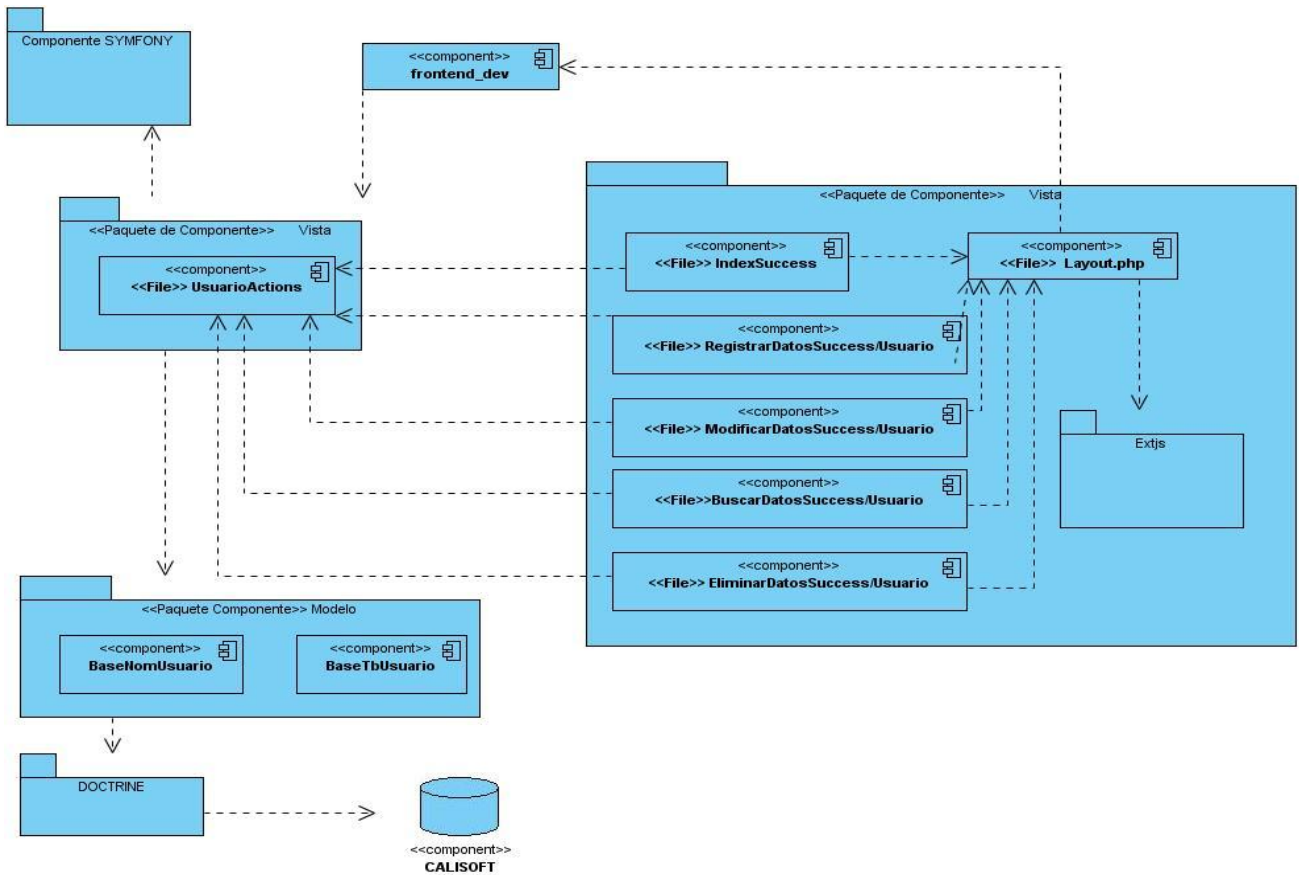 Componente SYMFONY
<<component>>
frontend_dev
<<Paquete de Componente>> Vista
<<component>>
<<File>> UsuarioActions
<<Paquete de Componente>> Vista
<<component>>
<<File>> IndexSuccess
<<component>>
<<File>> Layout.php
<<component>>
<<File>> RegistrarDatosSuccess/Usuario
<<component>>
<<File>> ModificarDatosSuccess/Usuario
<<component>>
<<File>>BuscarDatosSuccess/Usuario
<<component>>
<<File>> EliminarDatosSuccess/Usuario
Extjs
<<Paquete Componente>> Modelo
<<component>>
BaseNomUsuario
<<component>>
BaseTbUsuario
DOCTRINE
<<component>>
CALISOFT